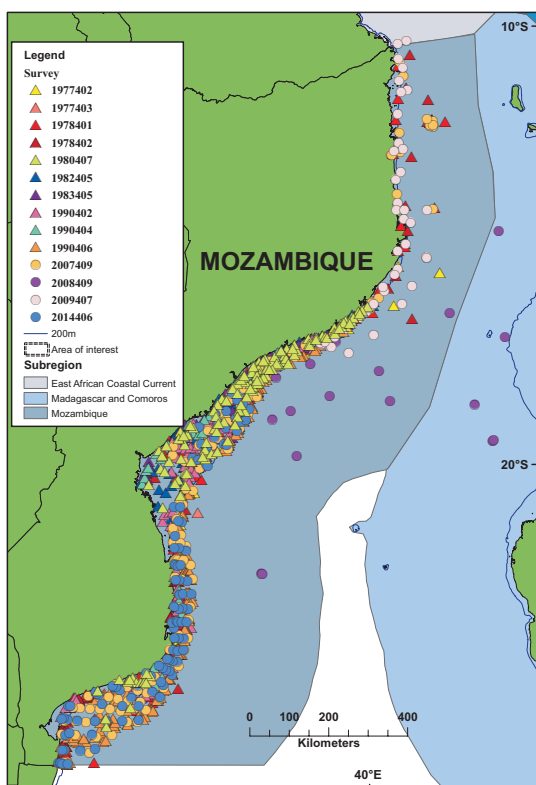 10°S
Legend
Survey
1977402
1977403
1978401
1978402
1980407
1982405
1983405
1990402
1990404
1990406
2007409
2008409
2009407
2014406
200m
Area of interest
Subregion
East African Coastal Current
Madagascar and Comoros
Mozambique
MOZAMBIQUE
20°S
0 100 200 400
Kilometers
40°E